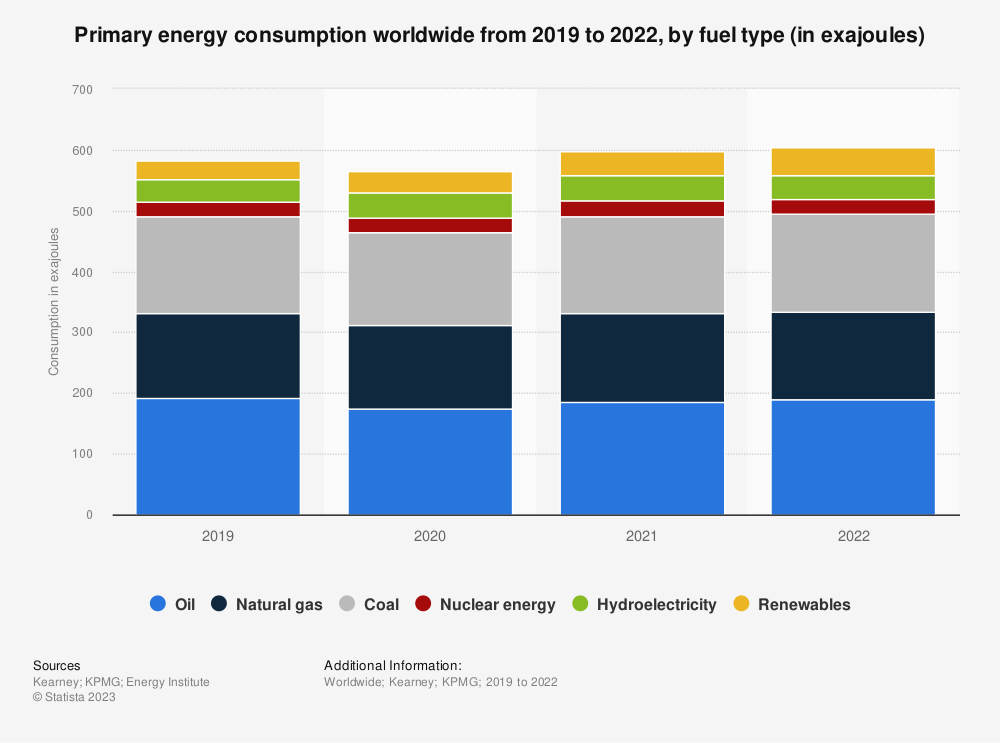 Primary energy consumption worldwide from 2019 to 2022, by fuel type (in exajoules)
Consumption in exajoules
700
600
500
400
300
200
100
0
2019 2020 2021 2022
Oil Natural gas Coal Nuclear energy Hydroelectricity Renewables
Sources
Kearney; KPMG; Energy Institute
© Statista 2023
Additional Information:
Worldwide; Kearney; KPMG; 2019 to 2022